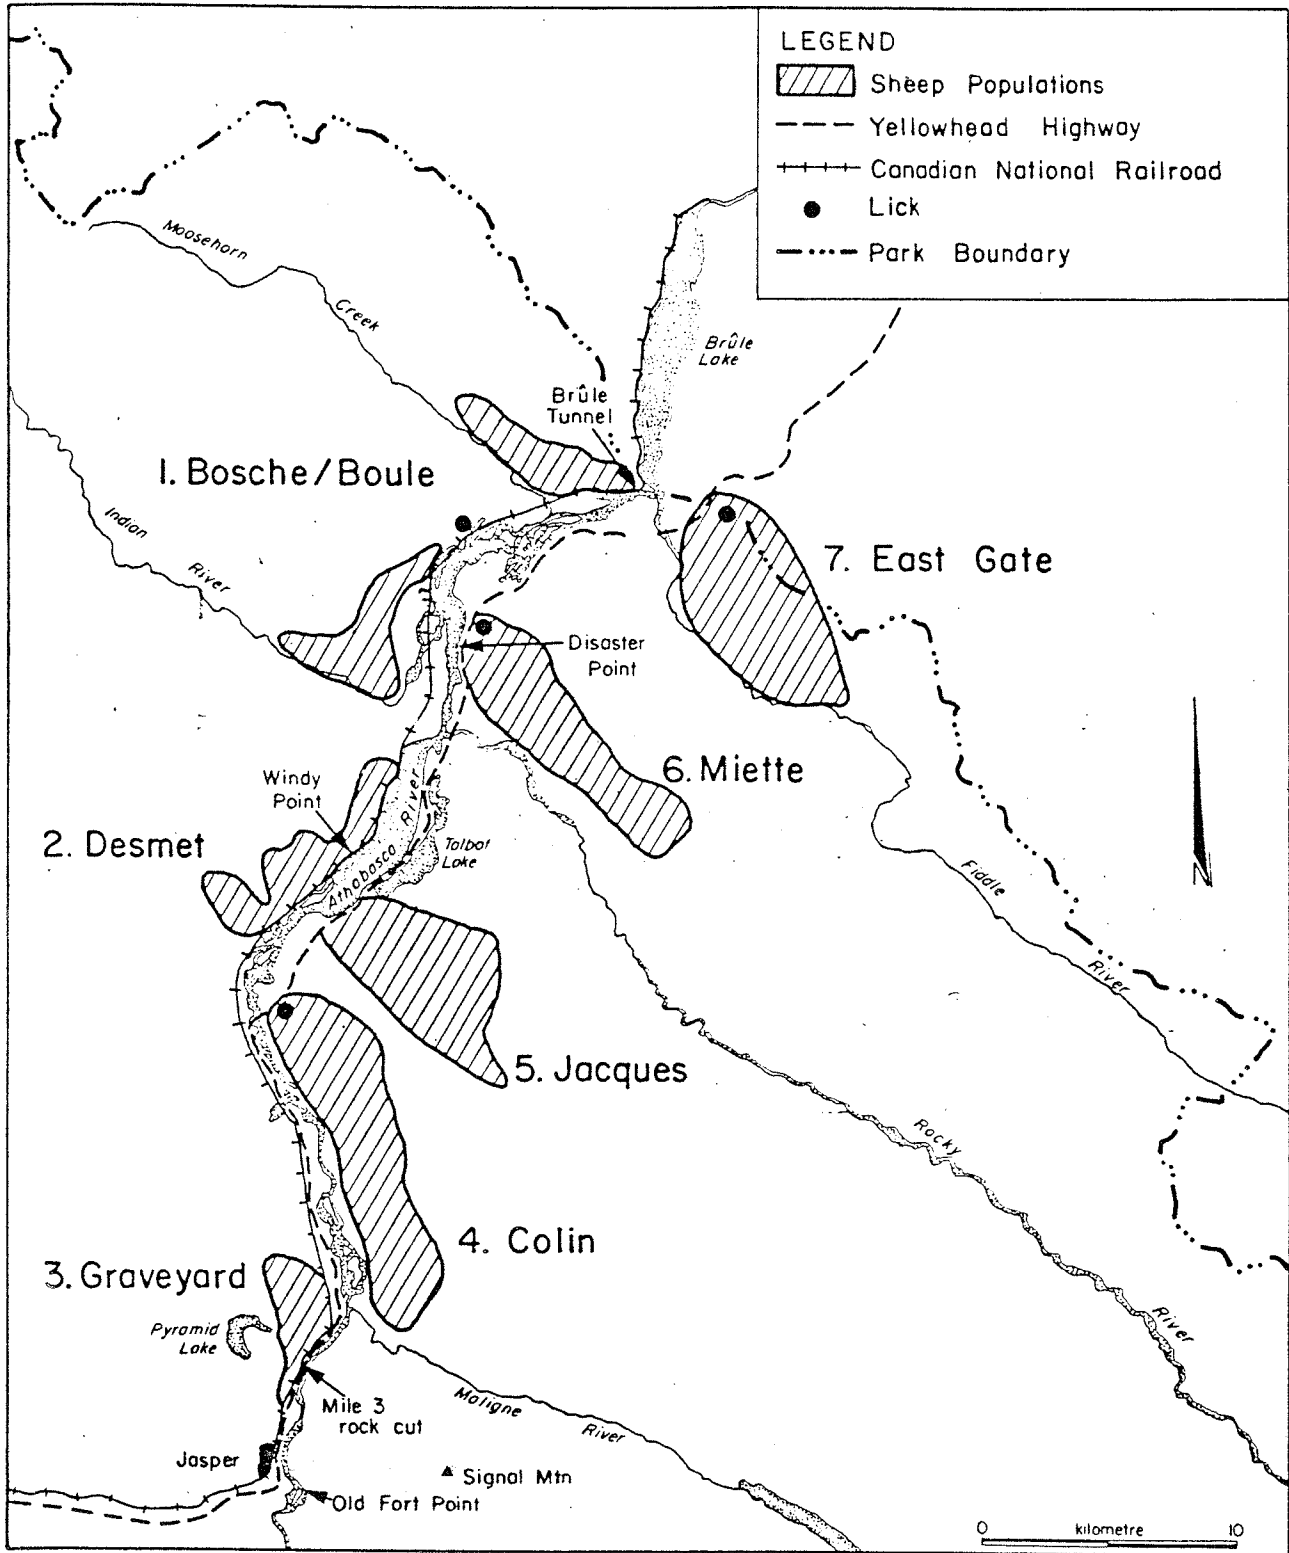 LEGEND
Sheep Populations
Yellowhead Highway
Canadian National Railroad
Lick
Park Boundary
Moosehorn
Creek
Brûle
Lake
Brûle
Tunnel
1. Bosche/Boule
Indian
River
7. East Gate
Disaster
Point
6. Miette
Windy
Point
2. Desmet
Athabasca River
Talbot
Lake
Fiddle
River
5. Jacques
Rocky
River
4. Colin
3. Graveyard
Pyramid
Lake
Mile 3
rock cut
Maligne
River
Jasper
Signal Mtn
Old Fort Point
N
0 kilometre 10